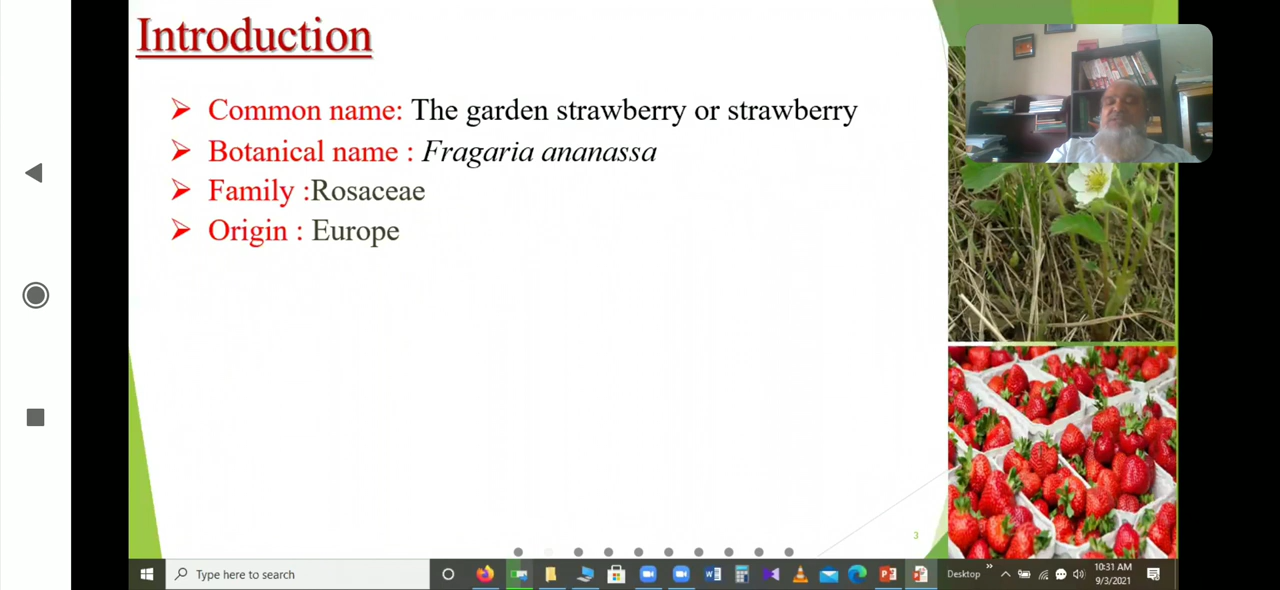 Introduction
➢ Common name: The garden strawberry or strawberry
➢ Botanical name : Fragaria ananassa
➢ Family :Rosaceae
➢ Origin : Europe
3
Type here to search
Desktop
10:31 AM
9/3/2021